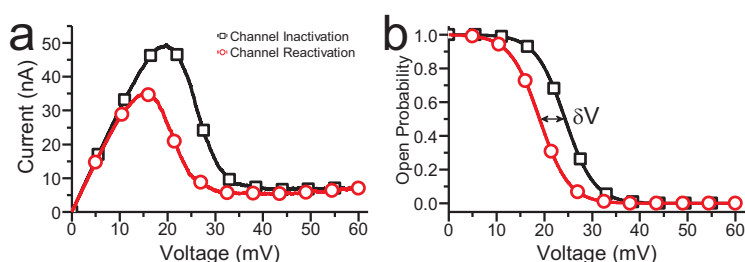 a
Channel Inactivation
Channel Reactivation
Current (nA)
50
40
30
20
10
0
0 10 20 30 40 50 60
Voltage (mV)
b
δV
Open Probability
1.0
0.8
0.6
0.4
0.2
0.0
0 10 20 30 40 50 60
Voltage (mV)